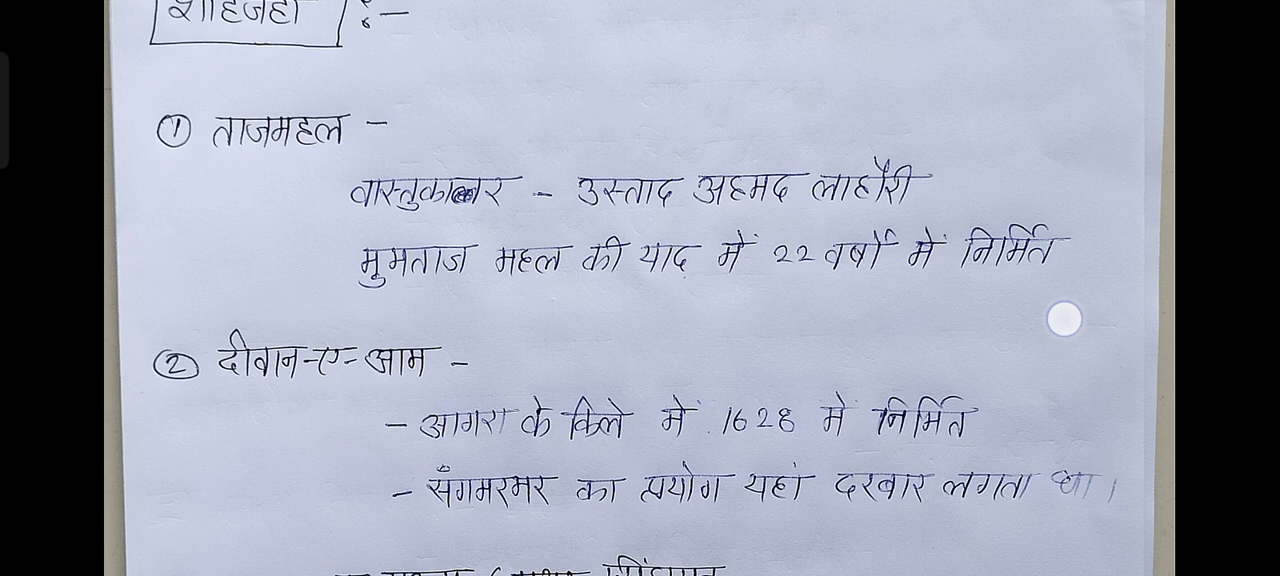 शाहजहाँ :-
① ताजमहल -
वास्तुकार - उस्ताद अहमद लाहौरी
मुमताज महल की याद में 22 वर्षों में निर्मित
② दीवान-ए-आम -
- आगरा के किले में 1628 में निर्मित
- संगमरमर का प्रयोग यहां दरबार लगता था।